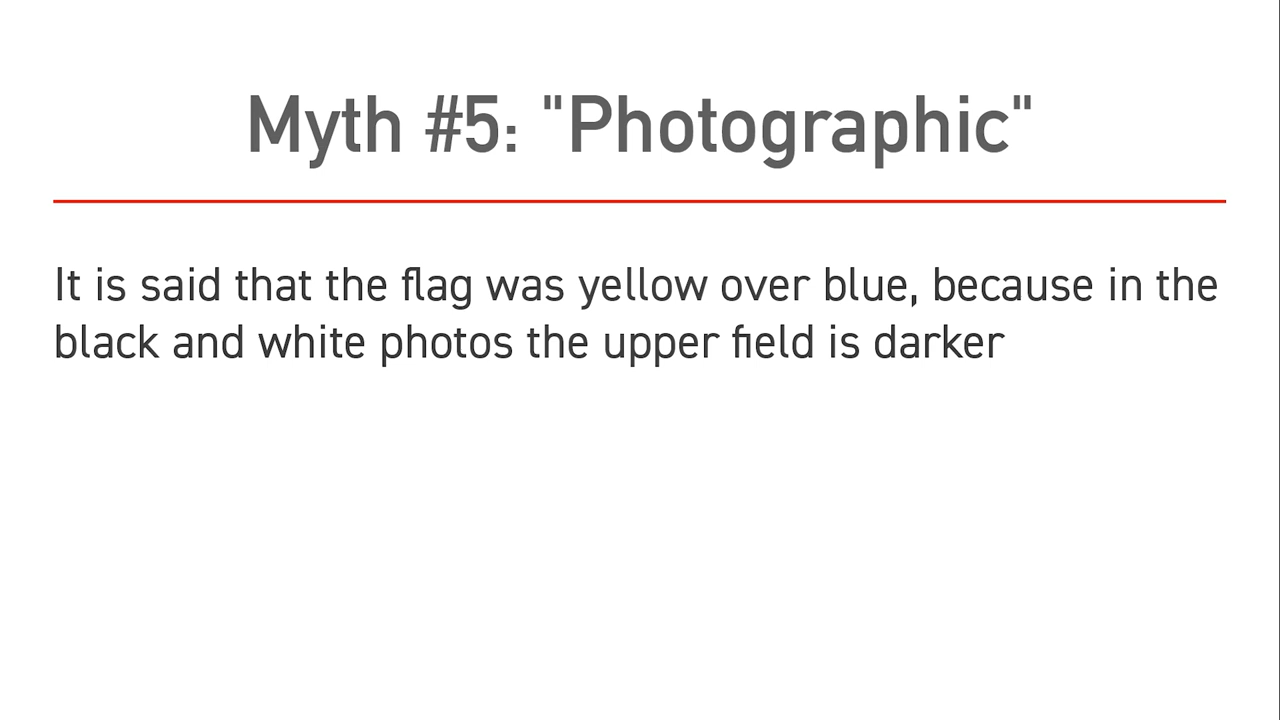 Myth #5: "Photographic"
It is said that the flag was yellow over blue, because in the
black and white photos the upper field is darker